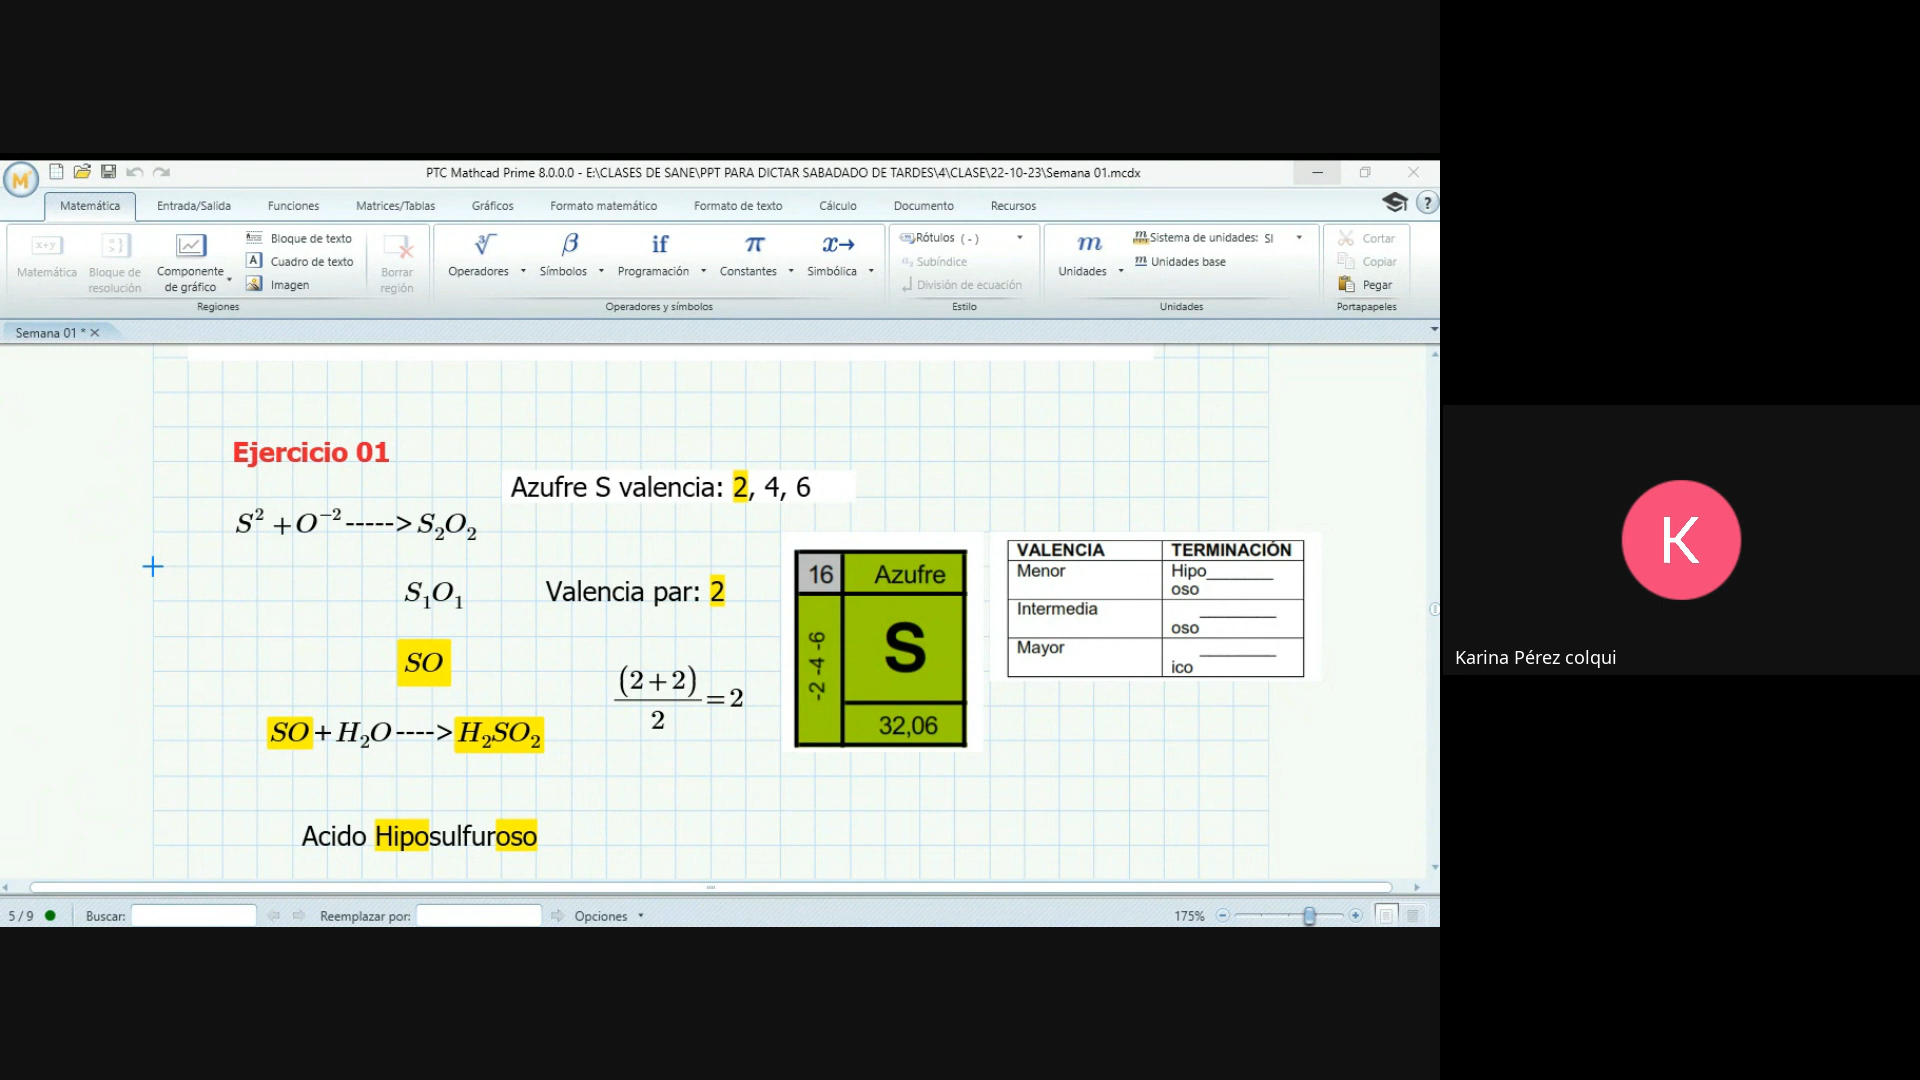 PTC Mathcad Prime 8.0.0.0 - E:\CLASES DE SANE\PPT PARA DICTAR SABADADO DE TARDES\4\CLASE\22-10-23\Semana 01.mcdx
Matemática Entrada/Salida Funciones Matrices/Tablas Gráficos Formato matemático Formato de texto Cálculo Documento Recursos
Matemática
Bloque de resolución
Componente de gráfico
Bloque de texto
Cuadro de texto
Imagen
Borrar región
Regiones
Operadores Símbolos Programación Constantes Simbólica
Operadores y símbolos
Rótulos ( - )
Subíndice
División de ecuación
Estilo
Unidades
Sistema de unidades: SI
Unidades base
Unidades
Cortar
Copiar
Pegar
Portapapeles
Semana 01 *
Ejercicio 01
Azufre S valencia: 2, 4, 6
S² + O⁻² -----> S₂O₂
S₁O₁
Valencia par: 2
SO
(2+2)/2 = 2
SO + H₂O ----> H₂SO₂
Acido Hiposulfuroso
16 Azufre
S
-2 -4 -6
32,06
VALENCIA TERMINACIÓN
Menor Hipo________
oso
Intermedia _________
oso
Mayor _________
ico
5 / 9 Buscar: Reemplazar por: Opciones 175%
K
Karina Pérez colqui